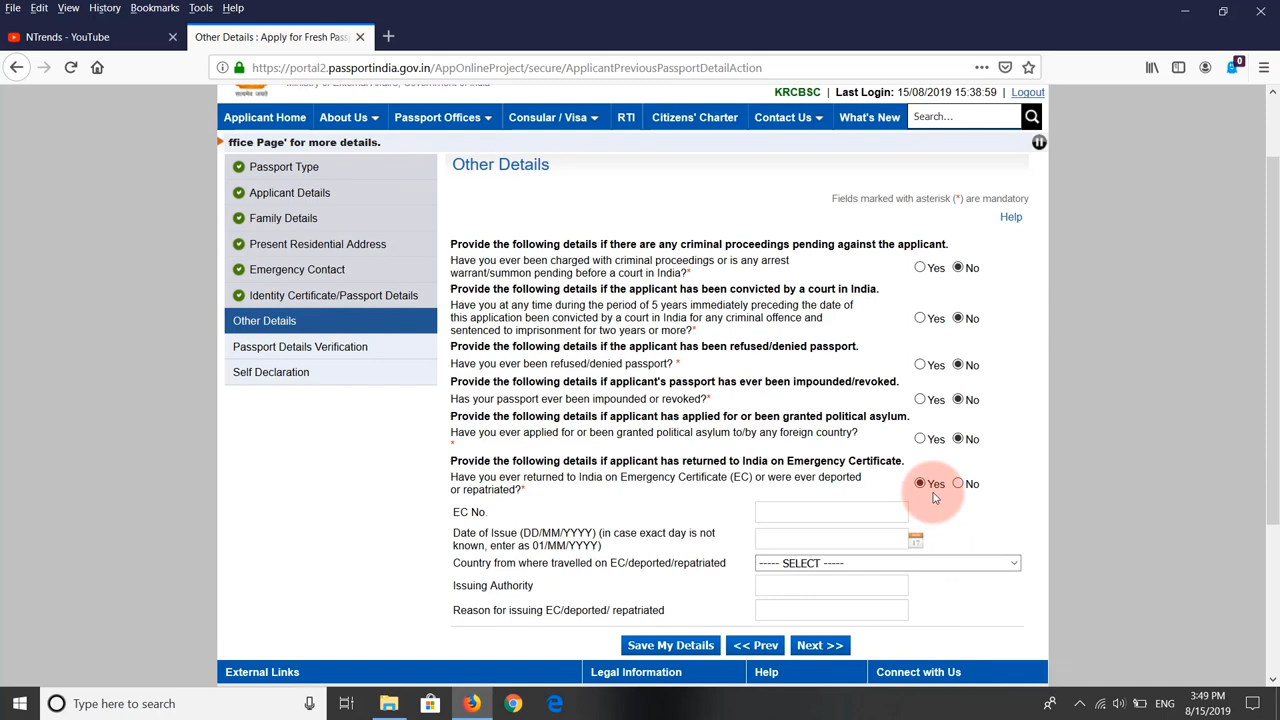 File Edit View History Bookmarks Tools Help
NTrends - YouTube
Other Details : Apply for Fresh Pass
https://portal2.passportindia.gov.in/AppOnlineProject/secure/ApplicantPreviousPassportDetailAction
0
KRCBSC | Last Login: 15/08/2019 15:38:59 | Logout
Applicant Home About Us Passport Offices Consular / Visa RTI Citizens' Charter Contact Us What's New Search...
ffice Page' for more details.
Passport Type
Applicant Details
Family Details
Present Residential Address
Emergency Contact
Identity Certificate/Passport Details
Other Details
Passport Details Verification
Self Declaration
Other Details
Fields marked with asterisk (*) are mandatory
Help
Provide the following details if there are any criminal proceedings pending against the applicant.
Have you ever been charged with criminal proceedings or is any arrest
warrant/summon pending before a court in India?* Yes No
Provide the following details if the applicant has been convicted by a court in India.
Have you at any time during the period of 5 years immediately preceding the date of
this application been convicted by a court in India for any criminal offence and Yes No
sentenced to imprisonment for two years or more?*
Provide the following details if the applicant has been refused/denied passport.
Have you ever been refused/denied passport? * Yes No
Provide the following details if applicant's passport has ever been impounded/revoked.
Has your passport ever been impounded or revoked?* Yes No
Provide the following details if applicant has applied for or been granted political asylum.
Have you ever applied for or been granted political asylum to/by any foreign country? Yes No
*
Provide the following details if applicant has returned to India on Emergency Certificate.
Have you ever returned to India on Emergency Certificate (EC) or were ever deported
or repatriated?* Yes No
EC No.
Date of Issue (DD/MM/YYYY) (in case exact day is not
known, enter as 01/MM/YYYY)
17
Country from where travelled on EC/deported/repatriated ----- SELECT -----
Issuing Authority
Reason for issuing EC/deported/ repatriated
Save My Details << Prev Next >>
External Links Legal Information Help Connect with Us
Type here to search
ENG
3:49 PM
8/15/2019